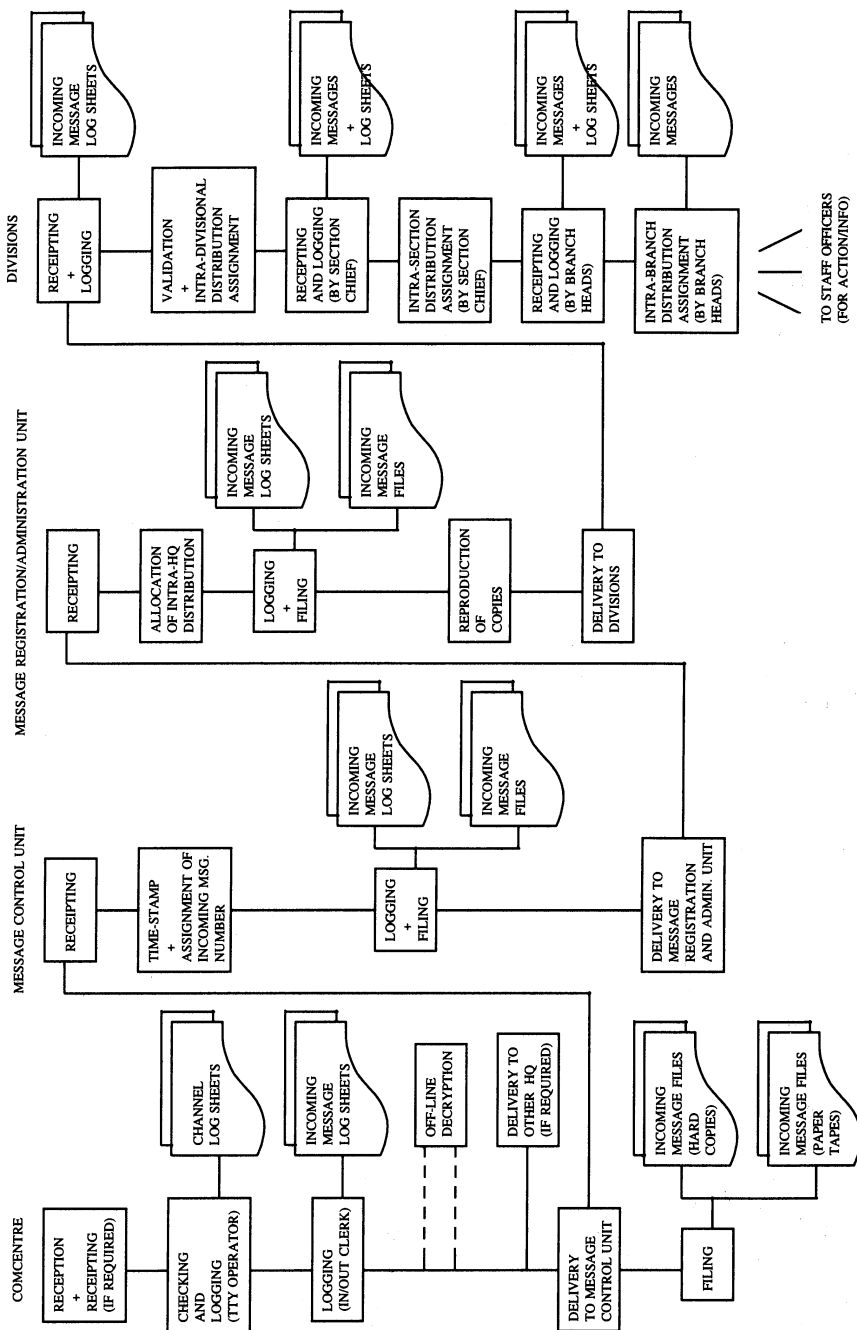 COMCENTRE
RECEPTION
+
RECEIPTING
(IF REQUIRED)
CHECKING
AND
LOGGING
(TTY OPERATOR)
CHANNEL
LOG SHEETS
LOGGING
(IN/OUT CLERK)
INCOMING
MESSAGE
LOG SHEETS
OFF-LINE
DECRYPTION
DELIVERY TO
OTHER HQ
(IF REQUIRED)
DELIVERY
TO MESSAGE
CONTROL UNIT
FILING
INCOMING
MESSAGE FILES
(HARD
COPIES)
INCOMING
MESSAGE FILES
(PAPER
TAPES)
MESSAGE CONTROL UNIT
RECEIPTING
TIME-STAMP
+
ASSIGNMENT OF
INCOMING MSG.
NUMBER
LOGGING
+
FILING
INCOMING
MESSAGE
LOG SHEETS
INCOMING
MESSAGE
FILES
DELIVERY TO
MESSAGE
REGISTRATION
AND ADMIN. UNIT
MESSAGE REGISTRATION/ADMINISTRATION UNIT
RECEIPTING
ALLOCATION
OF INTRA-HQ
DISTRIBUTION
LOGGING
+
FILING
INCOMING
MESSAGE
LOG SHEETS
INCOMING
MESSAGE
FILES
REPRODUCTION
OF
COPIES
DELIVERY TO
DIVISIONS
DIVISIONS
RECEIPTING
+
LOGGING
INCOMING
MESSAGE
LOG SHEETS
VALIDATION
+
INTRA-DIVISIONAL
DISTRIBUTION
ASSIGNMENT
RECEPTING
AND LOGGING
(BY SECTION
CHIEF)
INCOMING
MESSAGES
+
LOG SHEETS
INTRA-SECTION
DISTRIBUTION
ASSIGNMENT
(BY SECTION
CHIEF)
RECEIPTING
AND LOGGING
(BY BRANCH
HEADS)
INCOMING
MESSAGES
+
LOG SHEETS
INTRA-BRANCH
DISTRIBUTION
ASSIGNMENT
(BY BRANCH
HEADS)
INCOMING
MESSAGES
TO STAFF OFFICERS
(FOR ACTION/INFO)